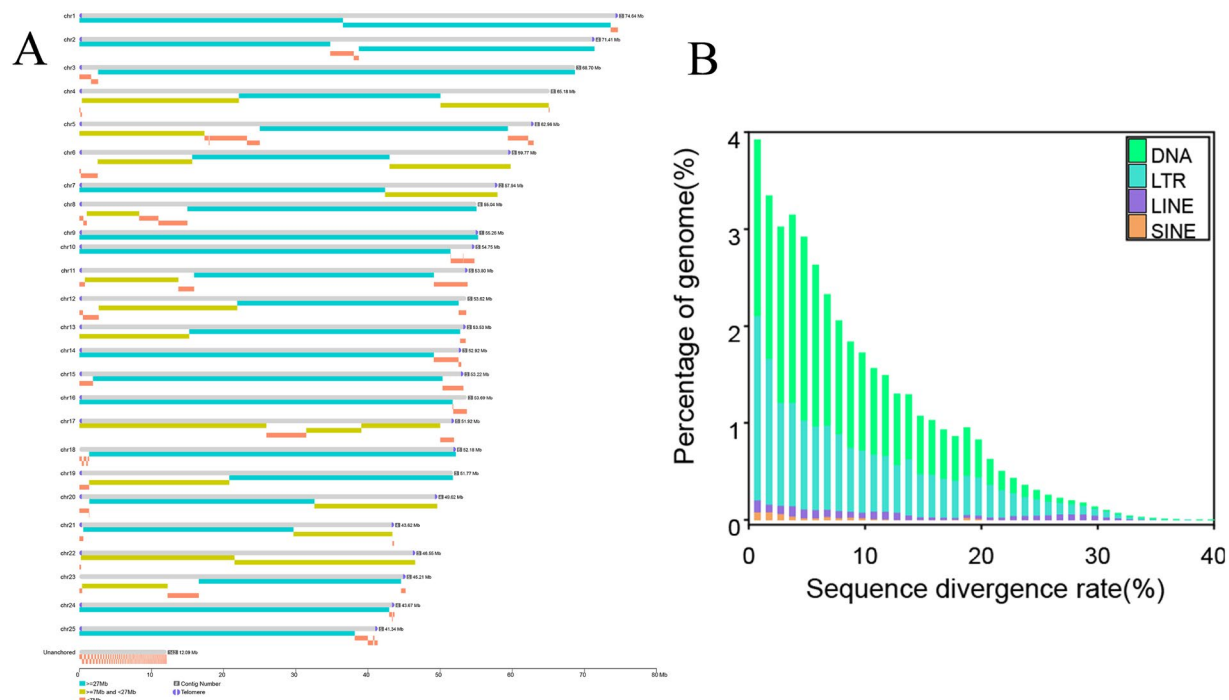 A
chr1 74.64 Mb
chr2 71.41 Mb
chr3 68.70 Mb
chr4 65.18 Mb
chr5 62.96 Mb
chr6 59.77 Mb
chr7 57.94 Mb
chr8 55.04 Mb
chr9 55.26 Mb
chr10 54.75 Mb
chr11 53.80 Mb
chr12 53.82 Mb
chr13 53.53 Mb
chr14 52.92 Mb
chr15 53.22 Mb
chr16 53.69 Mb
chr17 51.92 Mb
chr18 52.18 Mb
chr19 51.77 Mb
chr20 49.62 Mb
chr21 43.62 Mb
chr22 46.55 Mb
chr23 45.21 Mb
chr24 43.67 Mb
chr25 41.34 Mb
Unanchored 12.09 Mb
0 10 20 30 40 50 60 70 80 Mb
>=27Mb Contig Number
>=7Mb and <27Mb Telomere
B
Percentage of genome(%)
4
3
2
1
0
DNA
LTR
LINE
SINE
0 10 20 30 40
Sequence divergence rate(%)